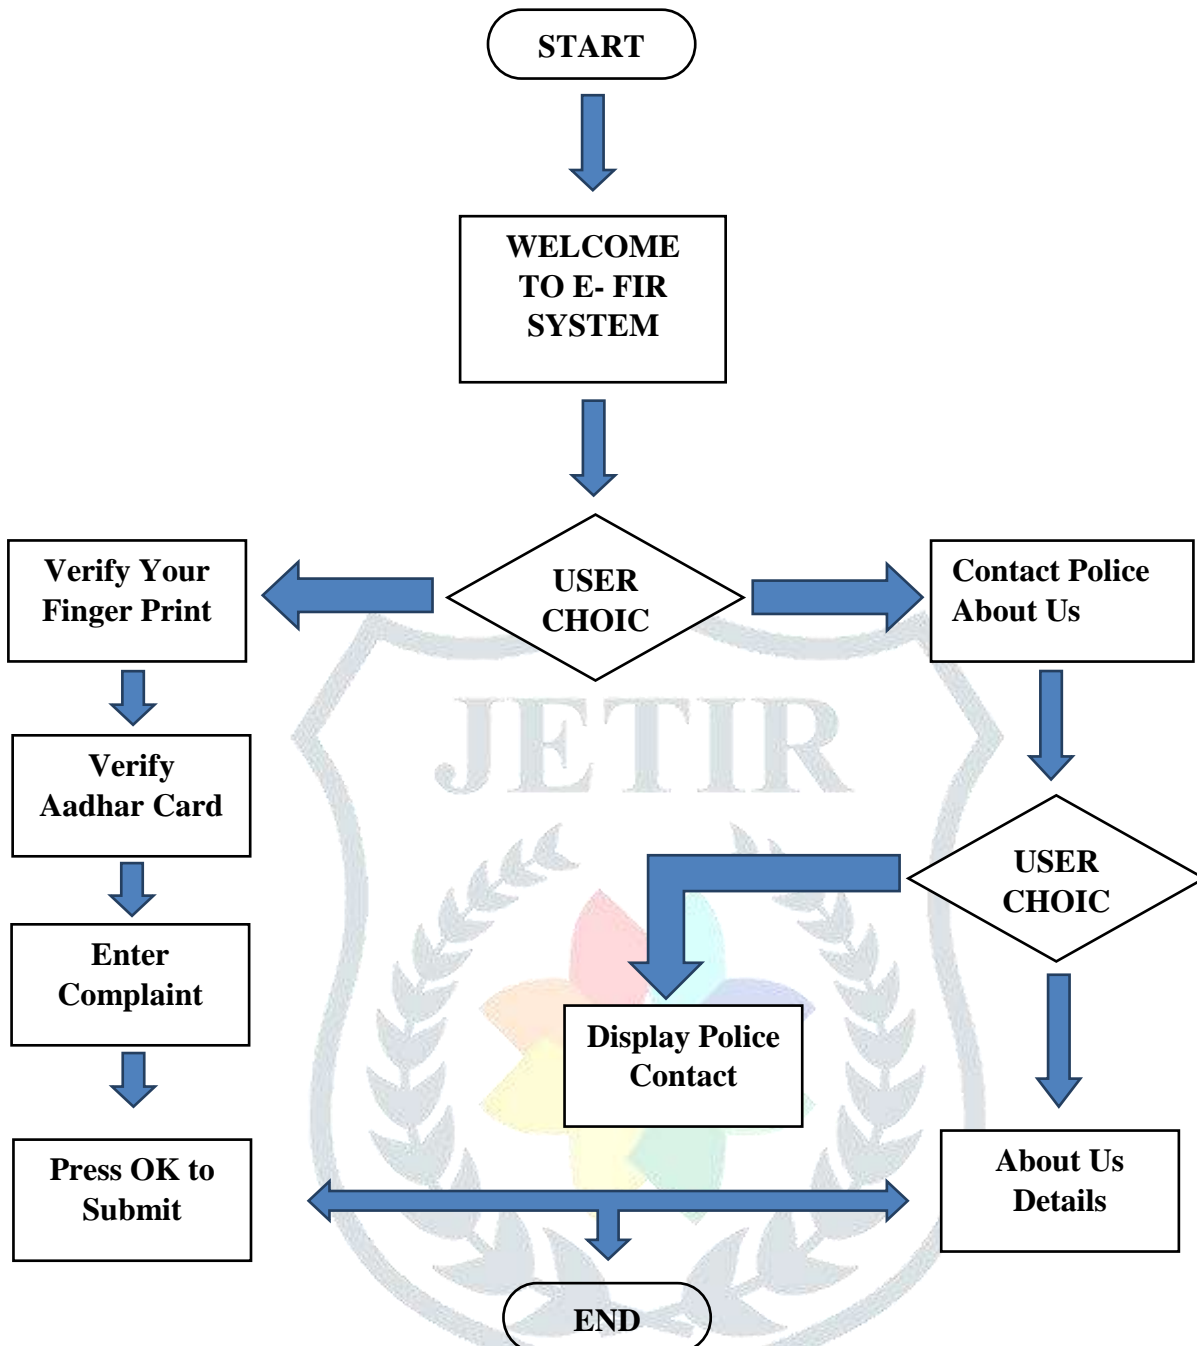 START
WELCOME
TO E- FIR
SYSTEM
USER
CHOIC
Verify Your
Finger Print
Contact Police
About Us
JETIR
Verify
Aadhar Card
USER
CHOIC
Enter
Complaint
Display Police
Contact
Press OK to
Submit
About Us
Details
END